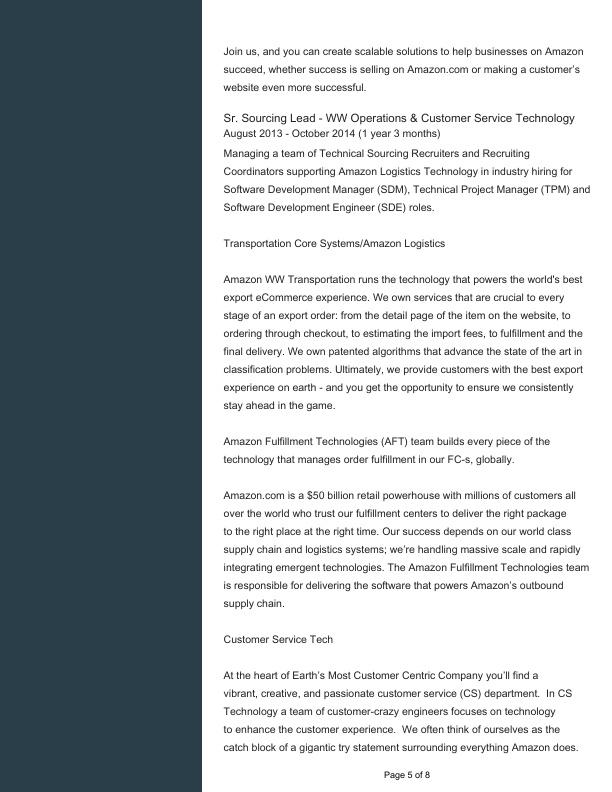 Join us, and you can create scalable solutions to help businesses on Amazon
succeed, whether success is selling on Amazon.com or making a customer’s
website even more successful.
Sr. Sourcing Lead - WW Operations & Customer Service Technology
August 2013 - October 2014 (1 year 3 months)
Managing a team of Technical Sourcing Recruiters and Recruiting
Coordinators supporting Amazon Logistics Technology in industry hiring for
Software Development Manager (SDM), Technical Project Manager (TPM) and
Software Development Engineer (SDE) roles.
Transportation Core Systems/Amazon Logistics
Amazon WW Transportation runs the technology that powers the world's best
export eCommerce experience. We own services that are crucial to every
stage of an export order: from the detail page of the item on the website, to
ordering through checkout, to estimating the import fees, to fulfillment and the
final delivery. We own patented algorithms that advance the state of the art in
classification problems. Ultimately, we provide customers with the best export
experience on earth - and you get the opportunity to ensure we consistently
stay ahead in the game.
Amazon Fulfillment Technologies (AFT) team builds every piece of the
technology that manages order fulfillment in our FC-s, globally.
Amazon.com is a $50 billion retail powerhouse with millions of customers all
over the world who trust our fulfillment centers to deliver the right package
to the right place at the right time. Our success depends on our world class
supply chain and logistics systems; we’re handling massive scale and rapidly
integrating emergent technologies. The Amazon Fulfillment Technologies team
is responsible for delivering the software that powers Amazon’s outbound
supply chain.
Customer Service Tech
At the heart of Earth’s Most Customer Centric Company you’ll find a
vibrant, creative, and passionate customer service (CS) department.  In CS
Technology a team of customer-crazy engineers focuses on technology
to enhance the customer experience.  We often think of ourselves as the
catch block of a gigantic try statement surrounding everything Amazon does.
Page 5 of 8